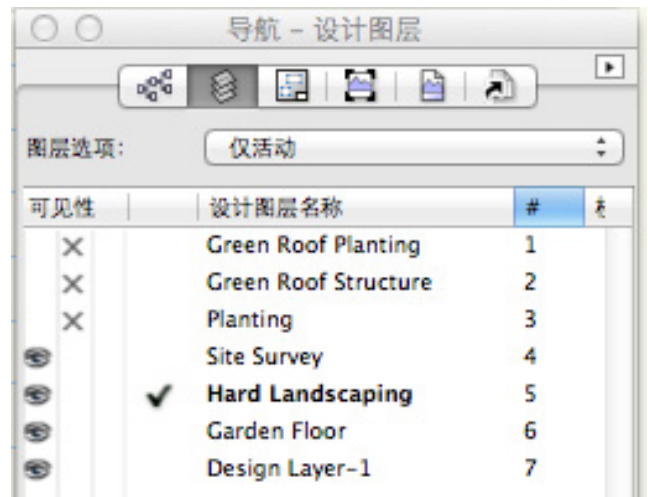 导航 – 设计图层
图层选项: 仅活动
可见性 设计图层名称 #
Green Roof Planting 1
Green Roof Structure 2
Planting 3
Site Survey 4
Hard Landscaping 5
Garden Floor 6
Design Layer-1 7